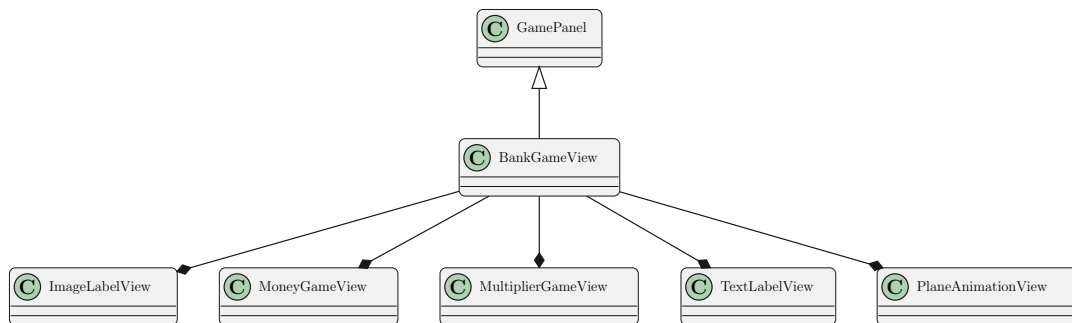 C GamePanel
C BankGameView
C ImageLabelView
C MoneyGameView
C MultiplierGameView
C TextLabelView
C PlaneAnimationView